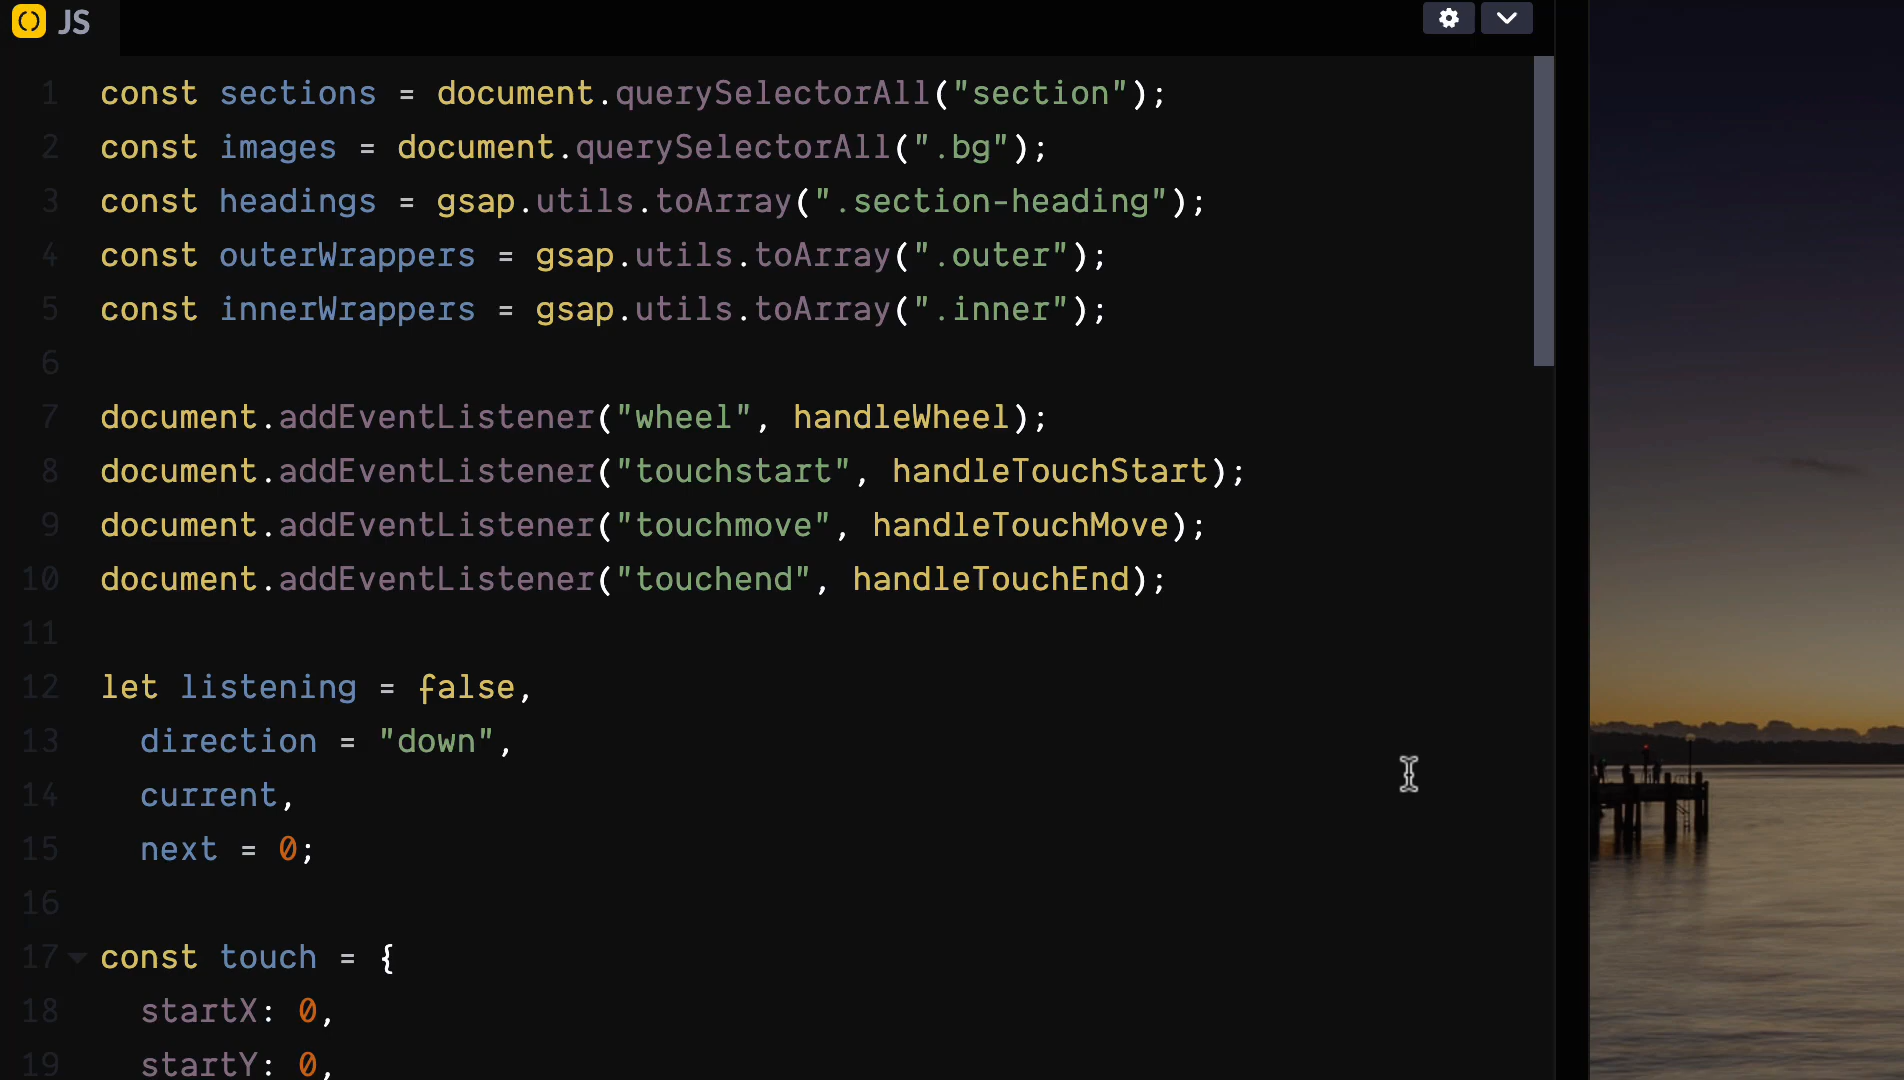 JS
1 const sections = document.querySelectorAll("section");
2 const images = document.querySelectorAll(".bg");
3 const headings = gsap.utils.toArray(".section-heading");
4 const outerWrappers = gsap.utils.toArray(".outer");
5 const innerWrappers = gsap.utils.toArray(".inner");
6
7 document.addEventListener("wheel", handleWheel);
8 document.addEventListener("touchstart", handleTouchStart);
9 document.addEventListener("touchmove", handleTouchMove);
10 document.addEventListener("touchend", handleTouchEnd);
11
12 let listening = false,
13 direction = "down",
14 current,
15 next = 0;
16
17 const touch = {
18 startX: 0,
19 startY: 0,